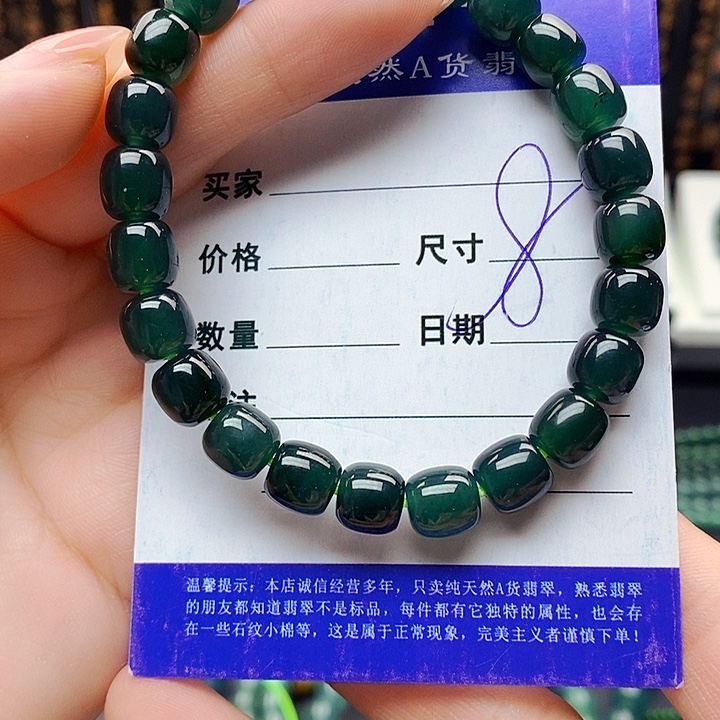 然A货翡
买家
8
价格 尺寸
数量 日期
注
温馨提示：本店诚信经营多年，只卖纯天然A货翡翠，熟悉翡翠
的朋友都知道翡翠不是标品，每件都有它独特的属性，也会存
在一些石纹小棉等，这是属于正常现象，完美主义者谨慎下单！